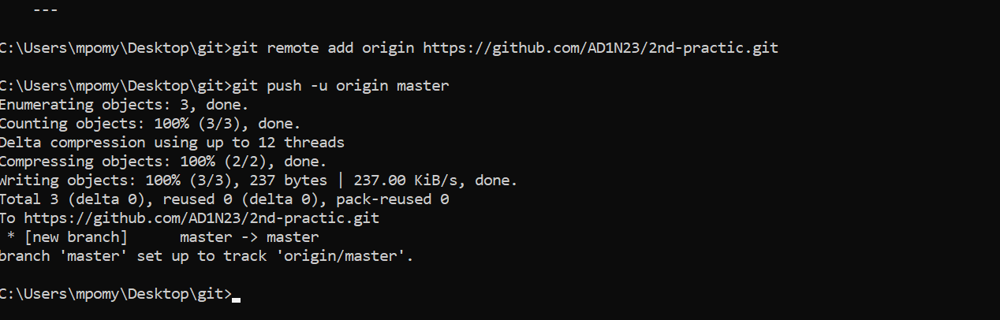 ---
C:\Users\mpomy\Desktop\git>git remote add origin https://github.com/AD1N23/2nd-practic.git
C:\Users\mpomy\Desktop\git>git push -u origin master
Enumerating objects: 3, done.
Counting objects: 100% (3/3), done.
Delta compression using up to 12 threads
Compressing objects: 100% (2/2), done.
Writing objects: 100% (3/3), 237 bytes | 237.00 KiB/s, done.
Total 3 (delta 0), reused 0 (delta 0), pack-reused 0
To https://github.com/AD1N23/2nd-practic.git
 * [new branch]      master -> master
branch 'master' set up to track 'origin/master'.
C:\Users\mpomy\Desktop\git>